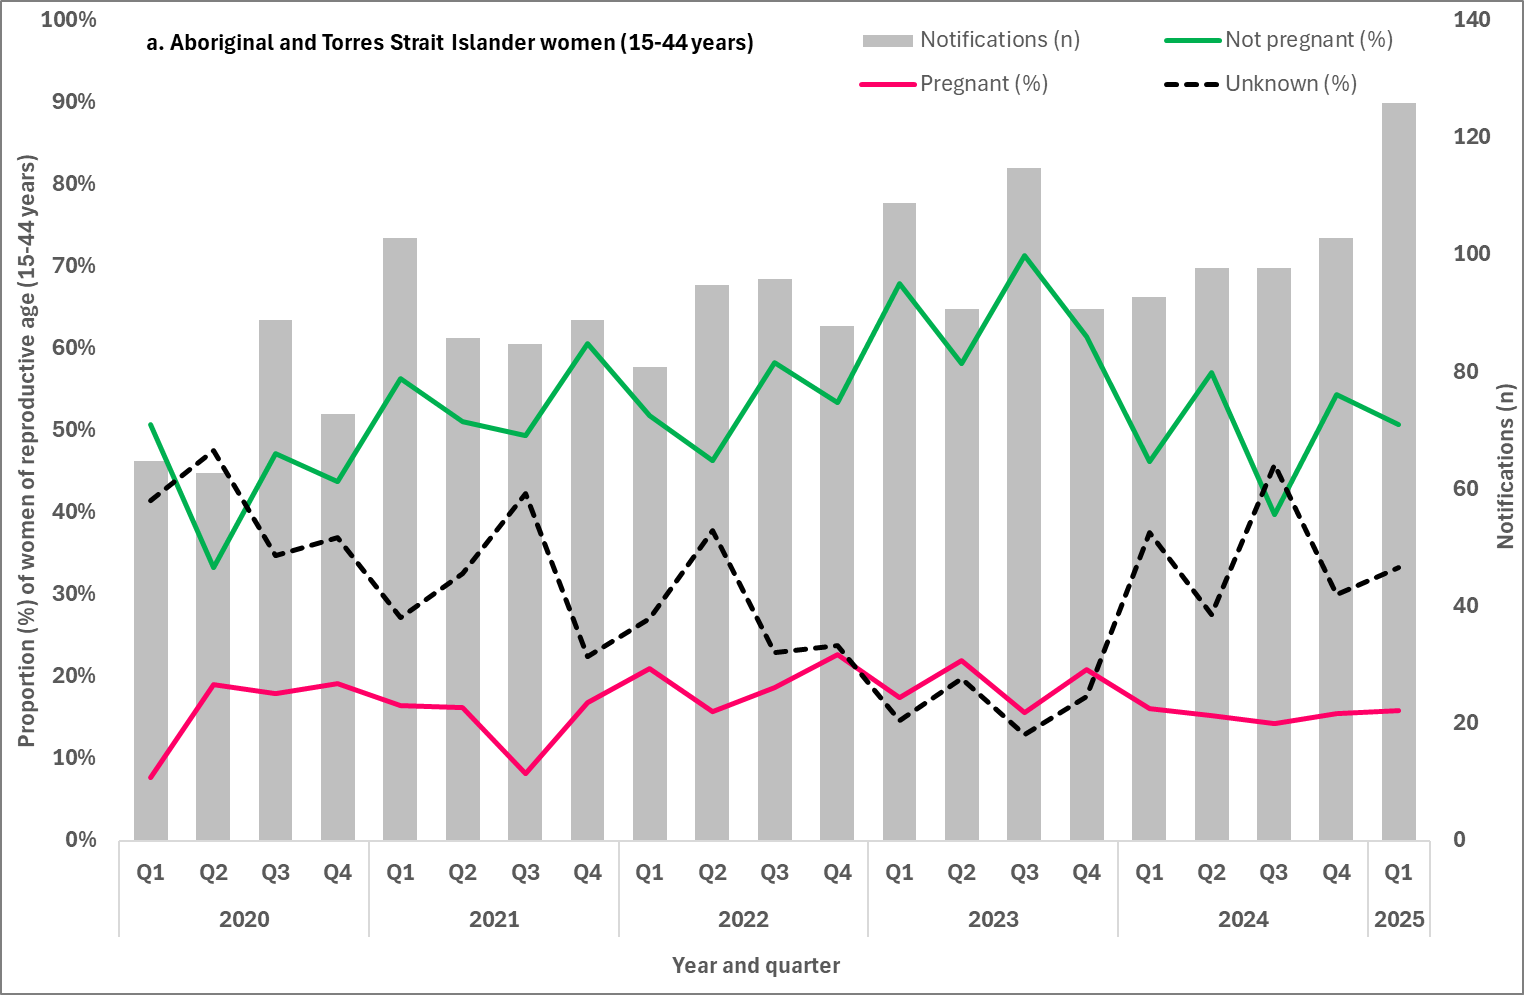 a. Aboriginal and Torres Strait Islander women (15-44 years)
Notifications (n)
Not pregnant (%)
Pregnant (%)
Unknown (%)
Proportion (%) of women of reproductive age (15-44 years)
100%
90%
80%
70%
60%
50%
40%
30%
20%
10%
0%
140
120
100
80
60
40
20
0
Notifications (n)
Q1 Q2 Q3 Q4 Q1 Q2 Q3 Q4 Q1 Q2 Q3 Q4 Q1 Q2 Q3 Q4 Q1 Q2 Q3 Q4 Q1
2020 2021 2022 2023 2024 2025
Year and quarter